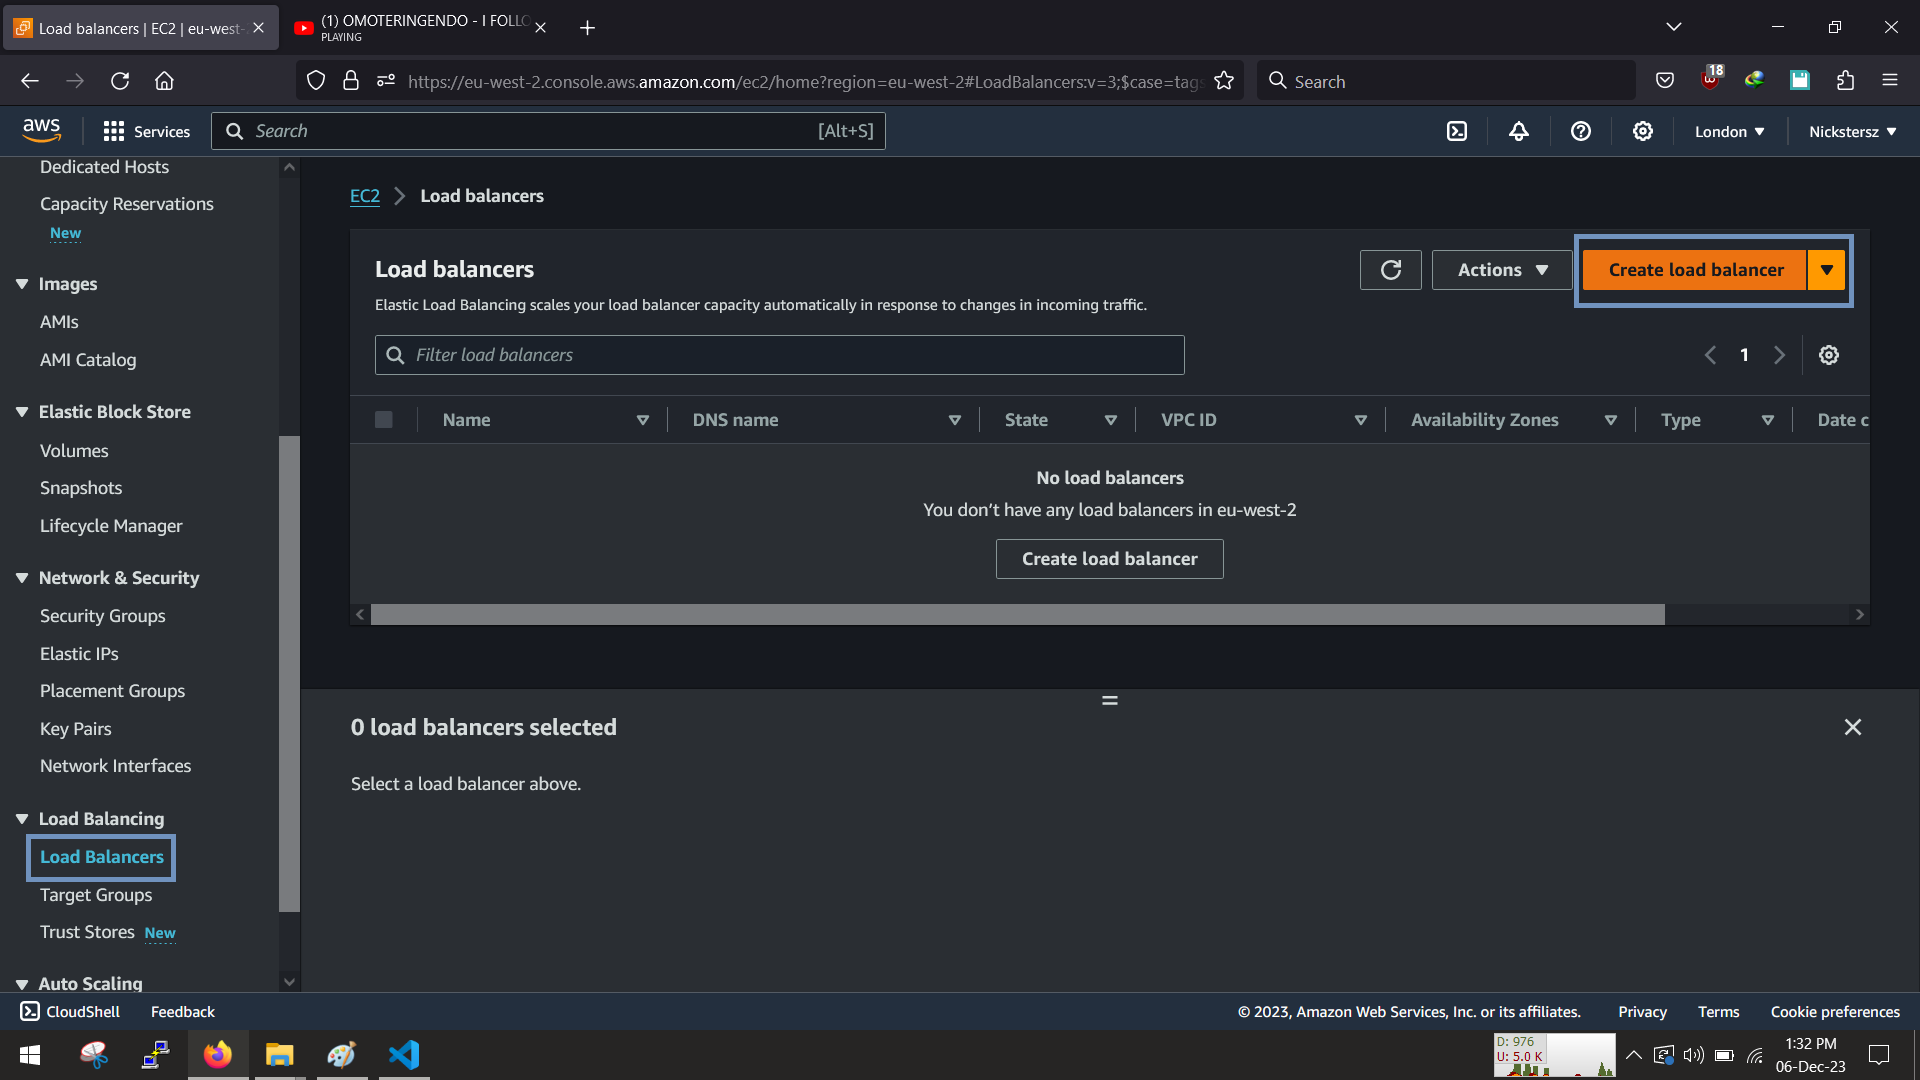 Load balancers | EC2 | eu-west-
(1) OMOTERINGENDO - I FOLLO
PLAYING
https://eu-west-2.console.aws.amazon.com/ec2/home?region=eu-west-2#LoadBalancers:v=3;$case=tags
Search
18
aws
Services
Search
[Alt+S]
London
Nickstersz
Dedicated Hosts
Capacity Reservations
New
Images
AMIs
AMI Catalog
Elastic Block Store
Volumes
Snapshots
Lifecycle Manager
Network & Security
Security Groups
Elastic IPs
Placement Groups
Key Pairs
Network Interfaces
Load Balancing
Load Balancers
Target Groups
Trust Stores New
Auto Scaling
EC2 > Load balancers
Load balancers
Actions
Create load balancer
Elastic Load Balancing scales your load balancer capacity automatically in response to changes in incoming traffic.
Filter load balancers
1
Name DNS name State VPC ID Availability Zones Type Date c
No load balancers
You don't have any load balancers in eu-west-2
Create load balancer
0 load balancers selected
Select a load balancer above.
CloudShell Feedback
© 2023, Amazon Web Services, Inc. or its affiliates. Privacy Terms Cookie preferences
D: 976
U: 5.0 K
1:32 PM
06-Dec-23